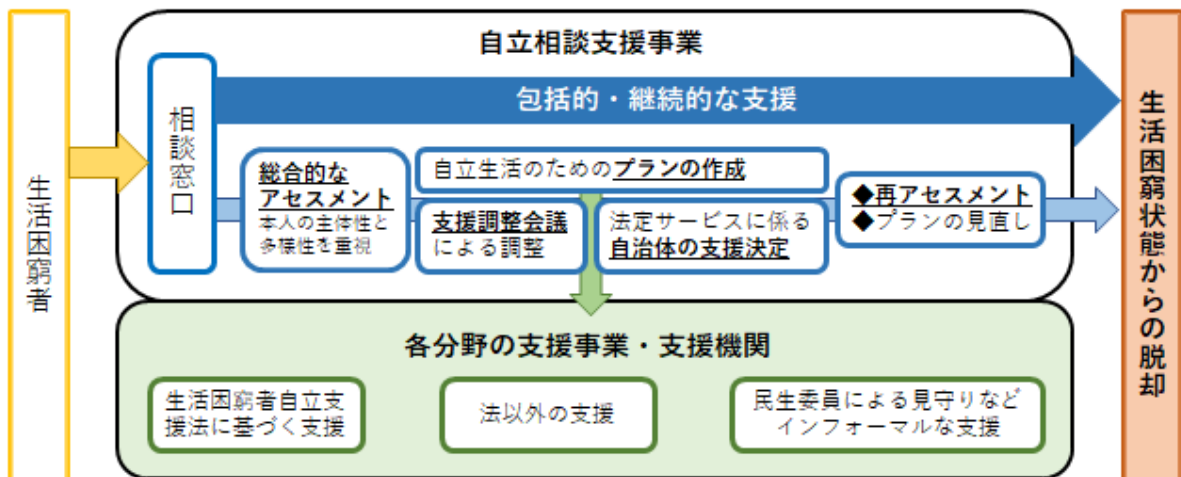 自立相談支援事業
包括的・継続的な支援
生活困窮者
相談窓口
総合的な
アセスメント
本人の主体性と
多様性を重視
自立生活のためのプランの作成
支援調整会議
による調整
法定サービスに係る
自治体の支援決定
◆再アセスメント
◆プランの見直し
生活困窮状態からの脱却
各分野の支援事業・支援機関
生活困窮者自立支
援法に基づく支援
法以外の支援
民生委員による見守りなど
インフォーマルな支援